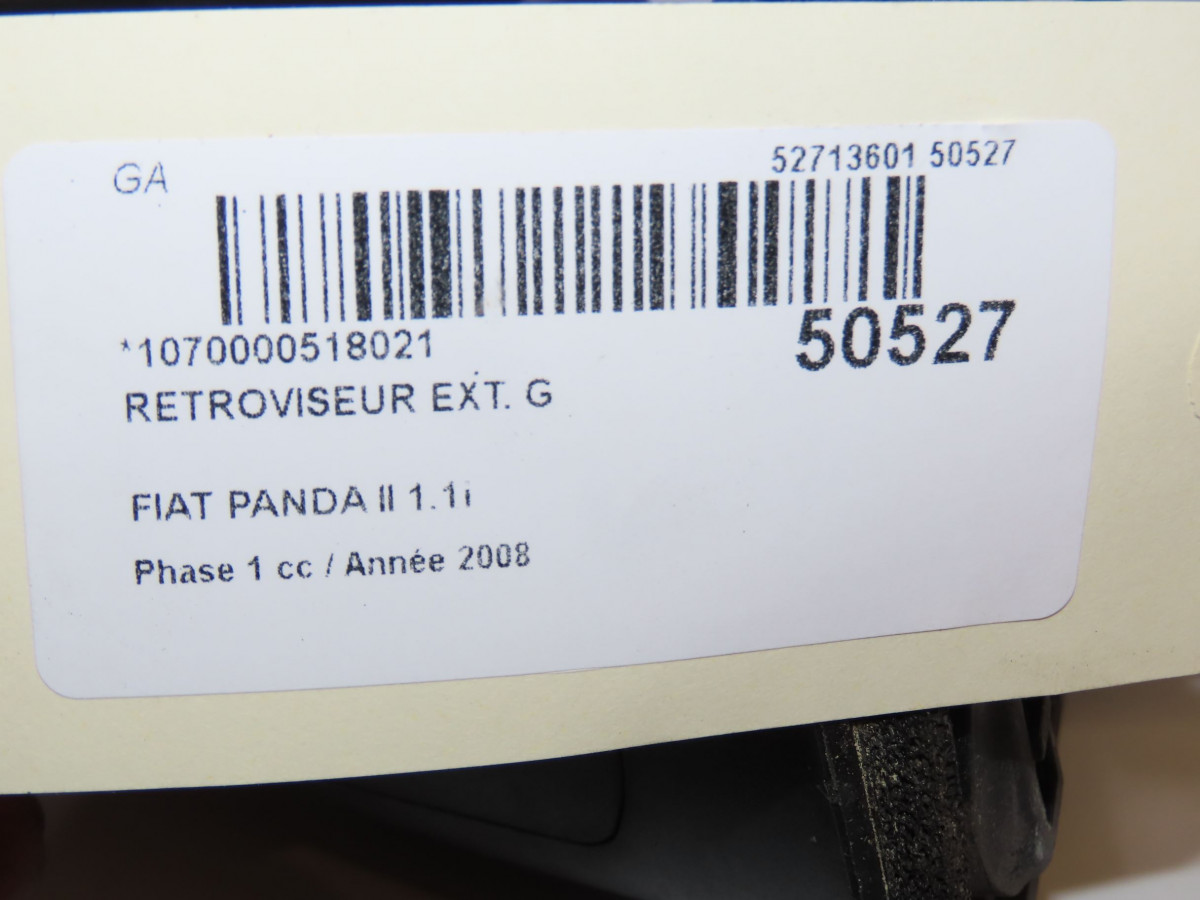 GA
52713601 50527
*1070000518021
50527
RETROVISEUR EXT. G
FIAT PANDA II 1.1i
Phase 1 cc / Année 2008